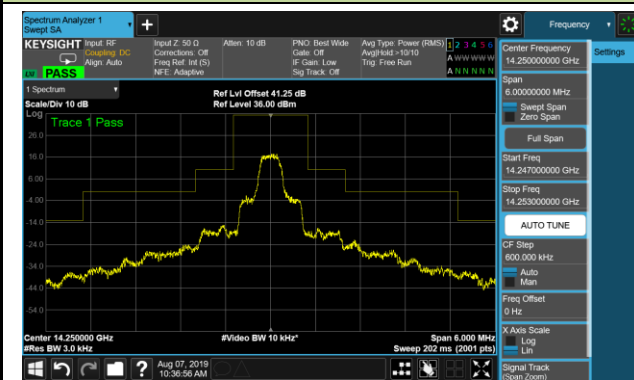 Spectrum Analyzer 1
Swept SA
+
Frequency
KEYSIGHT
Input: RF
Coupling: DC
Align: Auto
Input Z: 50 Ω
Corrections: Off
Freq Ref: Int (S)
NFE: Adaptive
Atten: 10 dB
PNO: Best Wide
Gate: Off
IF Gain: Low
Sig Track: Off
Avg Type: Power (RMS)
Avg|Hold:>10/10
Trig: Free Run
1 2 3 4 5 6
A W W W W W
A N N N N N
PASS
1 Spectrum
Scale/Div 10 dB
Ref Lvl Offset 41.25 dB
Ref Level 36.00 dBm
Log
Trace 1 Pass
26.0
16.0
6.00
-4.00
-14.0
-24.0
-34.0
-44.0
-54.0
Center 14.250000 GHz
#Res BW 3.0 kHz
#Video BW 10 kHz*
Span 6.000 MHz
Sweep 202 ms (2001 pts)
?
Aug 07, 2019
10:36:56 AM
Center Frequency
14.250000000 GHz
Settings
Span
6.00000000 MHz
Swept Span
Zero Span
Full Span
Start Freq
14.247000000 GHz
Stop Freq
14.253000000 GHz
AUTO TUNE
CF Step
600.000 kHz
Auto
Man
Freq Offset
0 Hz
X Axis Scale
Log
Lin
Signal Track
(Span Zoom)